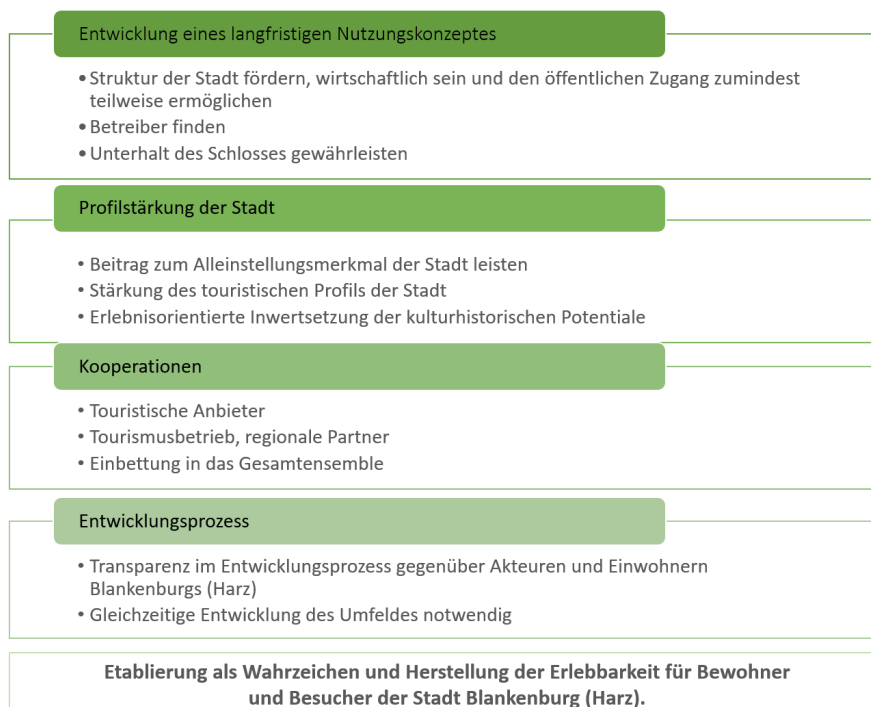 Entwicklung eines langfristigen Nutzungskonzeptes
• Struktur der Stadt fördern, wirtschaftlich sein und den öffentlichen Zugang zumindest
teilweise ermöglichen
• Betreiber finden
• Unterhalt des Schlosses gewährleisten
Profilstärkung der Stadt
• Beitrag zum Alleinstellungsmerkmal der Stadt leisten
• Stärkung des touristischen Profils der Stadt
• Erlebnisorientierte Inwertsetzung der kulturhistorischen Potentiale
Kooperationen
• Touristische Anbieter
• Tourismusbetrieb, regionale Partner
• Einbettung in das Gesamtensemble
Entwicklungsprozess
• Transparenz im Entwicklungsprozess gegenüber Akteuren und Einwohnern
Blankenburgs (Harz)
• Gleichzeitige Entwicklung des Umfeldes notwendig
Etablierung als Wahrzeichen und Herstellung der Erlebbarkeit für Bewohner
und Besucher der Stadt Blankenburg (Harz).